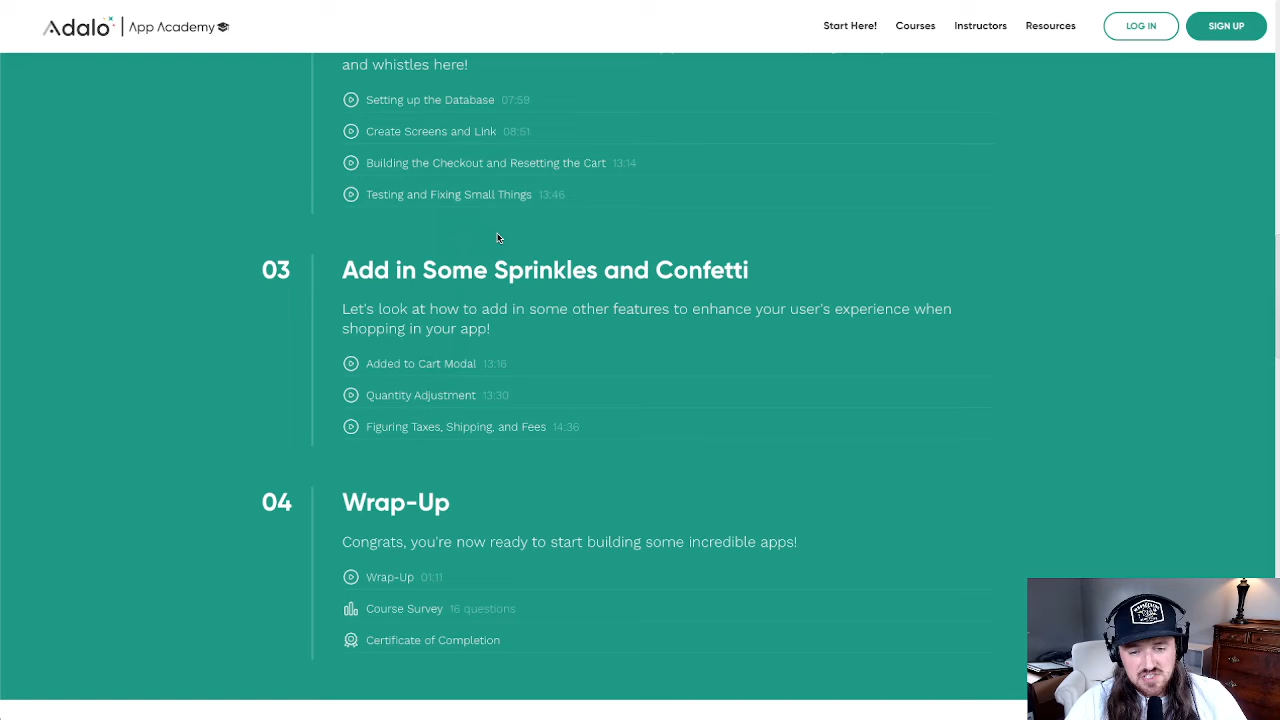 Adalo | App Academy
Start Here!
Courses
Instructors
Resources
LOG IN
SIGN UP
and whistles here!
Setting up the Database 07:59
Create Screens and Link 08:51
Building the Checkout and Resetting the Cart 13:14
Testing and Fixing Small Things 13:46
03
Add in Some Sprinkles and Confetti
Let's look at how to add in some other features to enhance your user's experience when
shopping in your app!
Added to Cart Modal 13:16
Quantity Adjustment 13:30
Figuring Taxes, Shipping, and Fees 14:36
04
Wrap-Up
Congrats, you're now ready to start building some incredible apps!
Wrap-Up 01:11
Course Survey 16 questions
Certificate of Completion